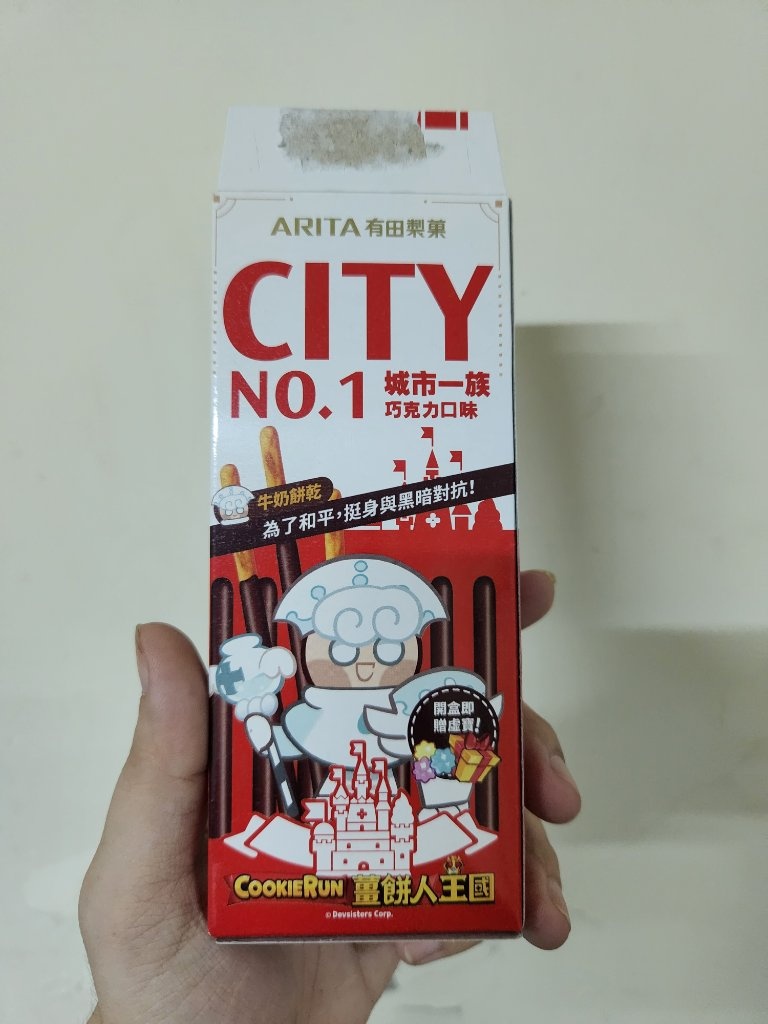 ARITA 有田製菓
CITY
NO.1 城市一族
巧克力口味
牛奶餅乾
為了和平，挺身與黑暗對抗！
開盒即
贈虛寶！
COOKIERUN 薑餅人王國
© Devsisters Corp.